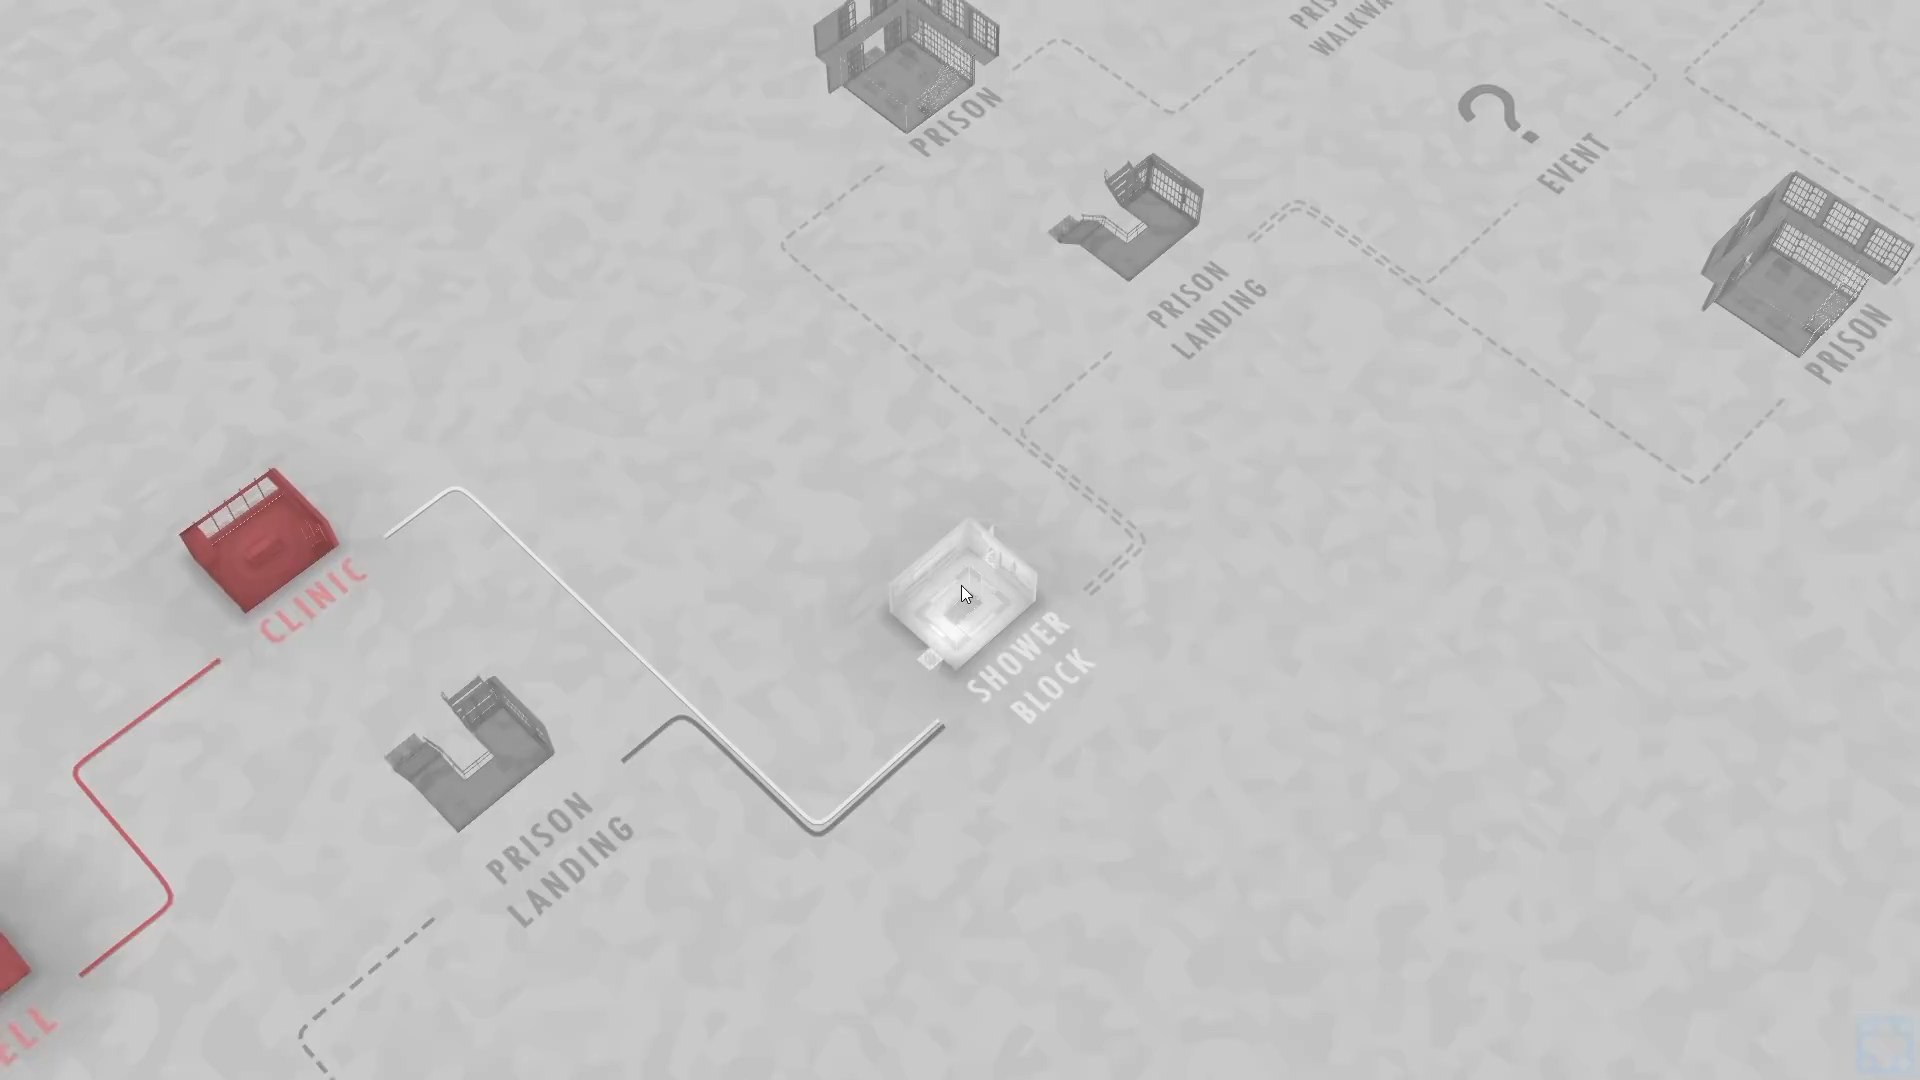 PRISON
?
EVENT
PRISON
LANDING
PRISON
CLINIC
SHOWER
BLOCK
PRISON
LANDING